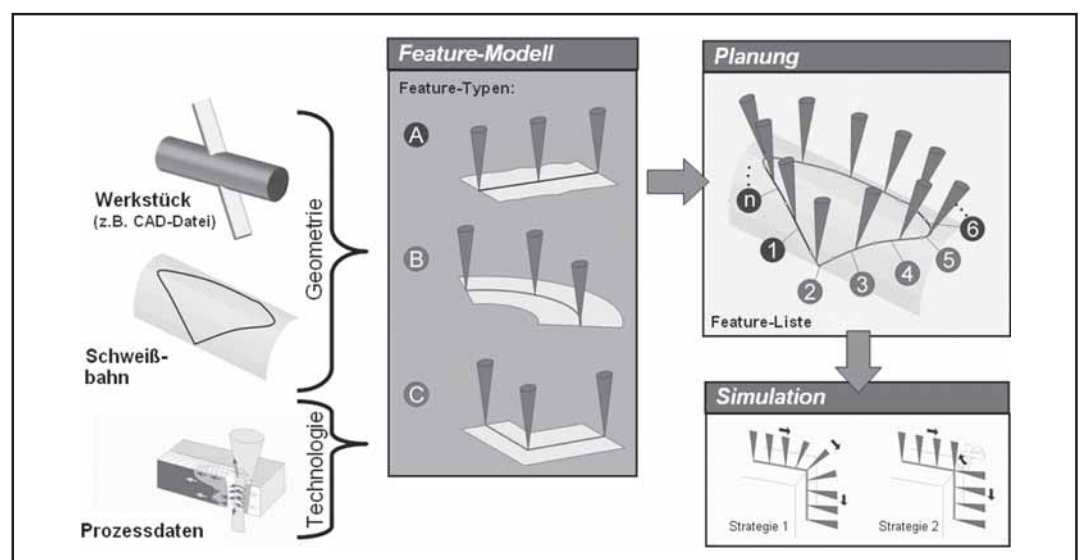 Werkstück
(z.B. CAD-Datei)
Schweiß-
bahn
Geometrie
Prozessdaten
Technologie
Feature-Modell
Feature-Typen:
A
B
C
Planung
n
1
2
3
4
5
6
Feature-Liste
Simulation
Strategie 1
Strategie 2